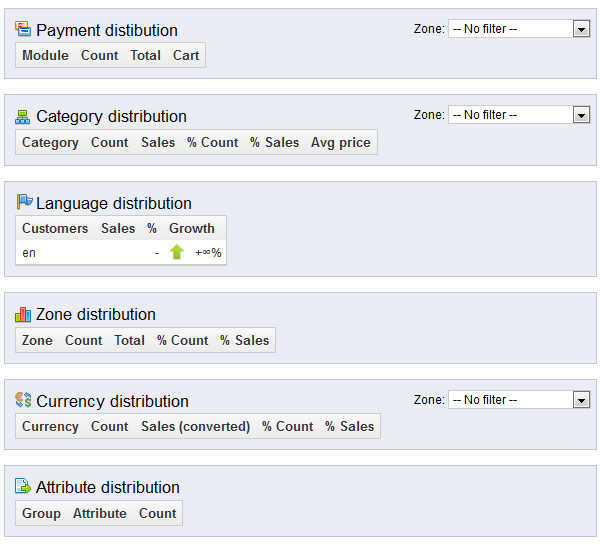 Payment distibution Zone: -- No filter --
Module Count Total Cart
Category distribution Zone: -- No filter --
Category Count Sales % Count % Sales Avg price
Language distribution
Customers Sales % Growth
en - +∞%
Zone distribution
Zone Count Total % Count % Sales
Currency distribution Zone: -- No filter --
Currency Count Sales (converted) % Count % Sales
Attribute distribution
Group Attribute Count